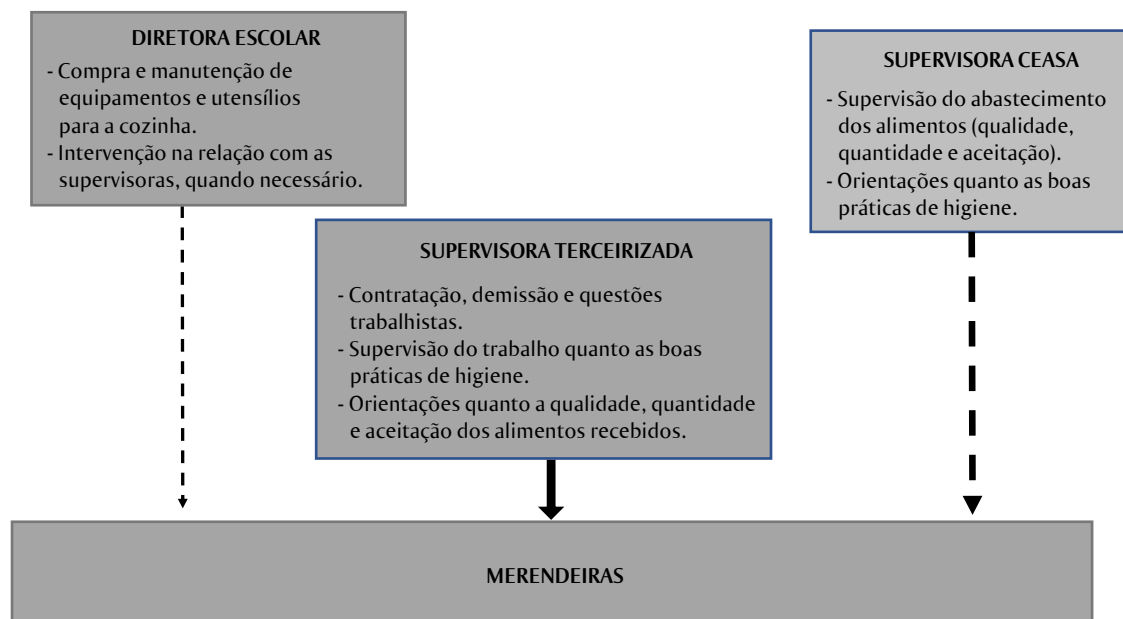 DIRETORA ESCOLAR
- Compra e manutenção de
equipamentos e utensílios
para a cozinha.
- Intervenção na relação com as
supervisoras, quando necessário.
SUPERVISORA CEASA
- Supervisão do abastecimento
dos alimentos (qualidade,
quantidade e aceitação).
- Orientações quanto as boas
práticas de higiene.
SUPERVISORA TERCEIRIZADA
- Contratação, demissão e questões
trabalhistas.
- Supervisão do trabalho quanto as boas
práticas de higiene.
- Orientações quanto a qualidade, quantidade
e aceitação dos alimentos recebidos.
MERENDEIRAS